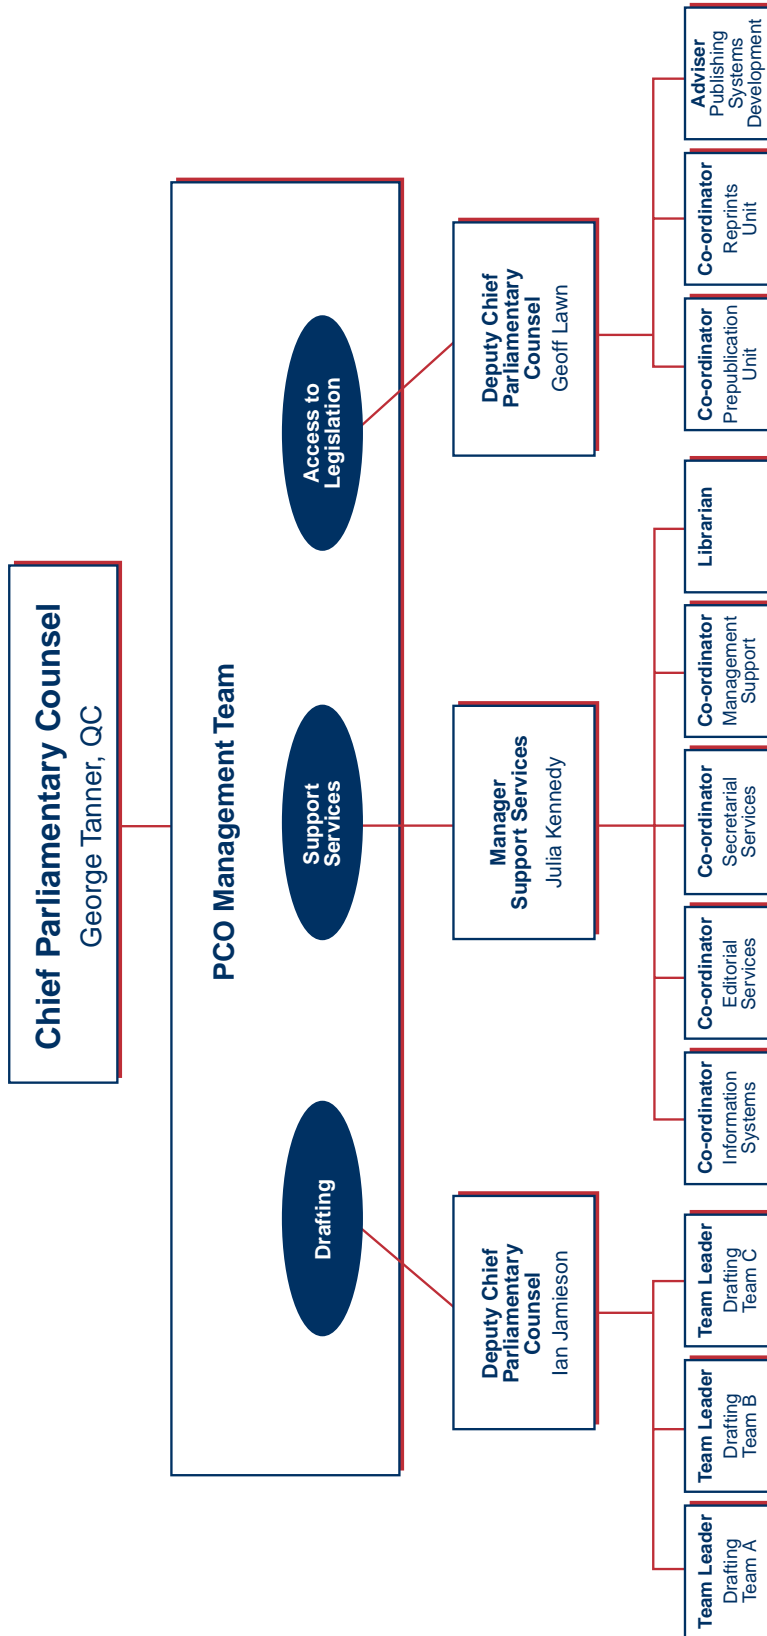 Chief Parliamentary Counsel
George Tanner, QC
PCO Management Team
Drafting
Support
Services
Access to
Legislation
Deputy Chief
Parliamentary
Counsel
Ian Jamieson
Manager
Support Services
Julia Kennedy
Deputy Chief
Parliamentary
Counsel
Geoff Lawn
Team Leader
Drafting
Team A
Team Leader
Drafting
Team B
Team Leader
Drafting
Team C
Co-ordinator
Information
Systems
Co-ordinator
Editorial
Services
Co-ordinator
Secretarial
Services
Co-ordinator
Management
Support
Librarian
Co-ordinator
Prepublication
Unit
Co-ordinator
Reprints
Unit
Adviser
Publishing
Systems
Development